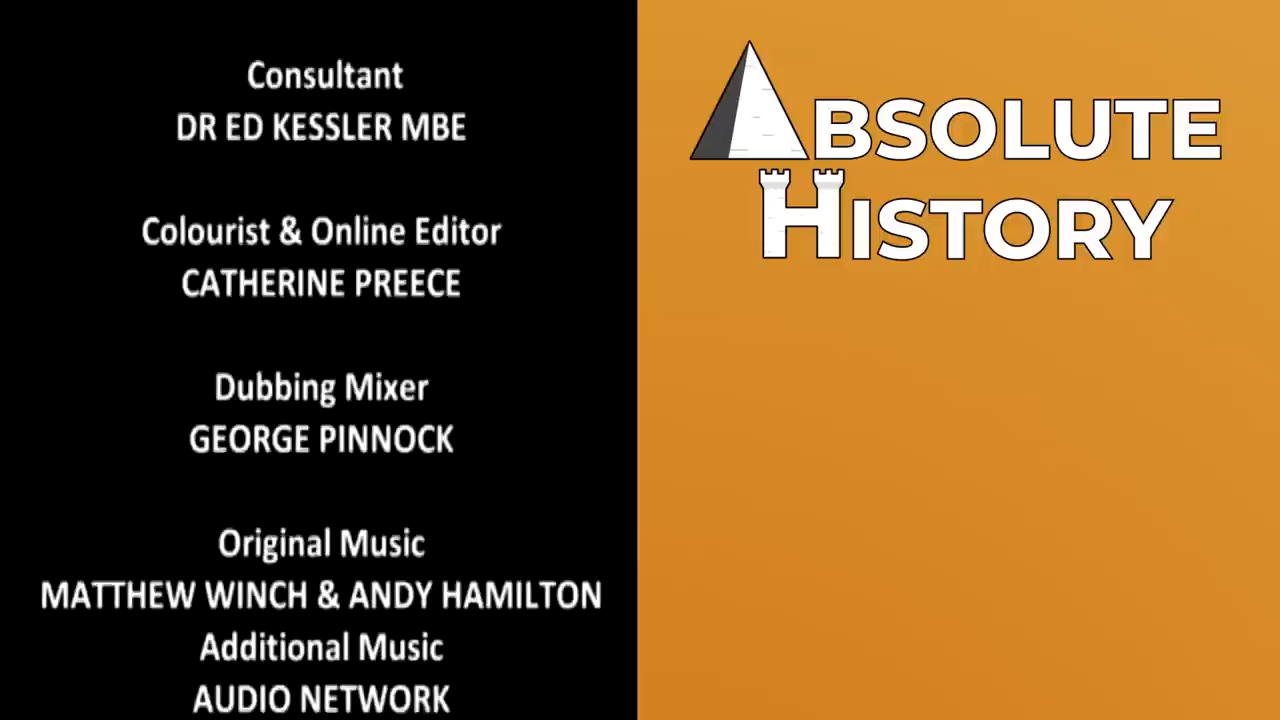 Consultant
DR ED KESSLER MBE
Colourist & Online Editor
CATHERINE PREECE
Dubbing Mixer
GEORGE PINNOCK
Original Music
MATTHEW WINCH & ANDY HAMILTON
Additional Music
AUDIO NETWORK
ABSOLUTE
HISTORY